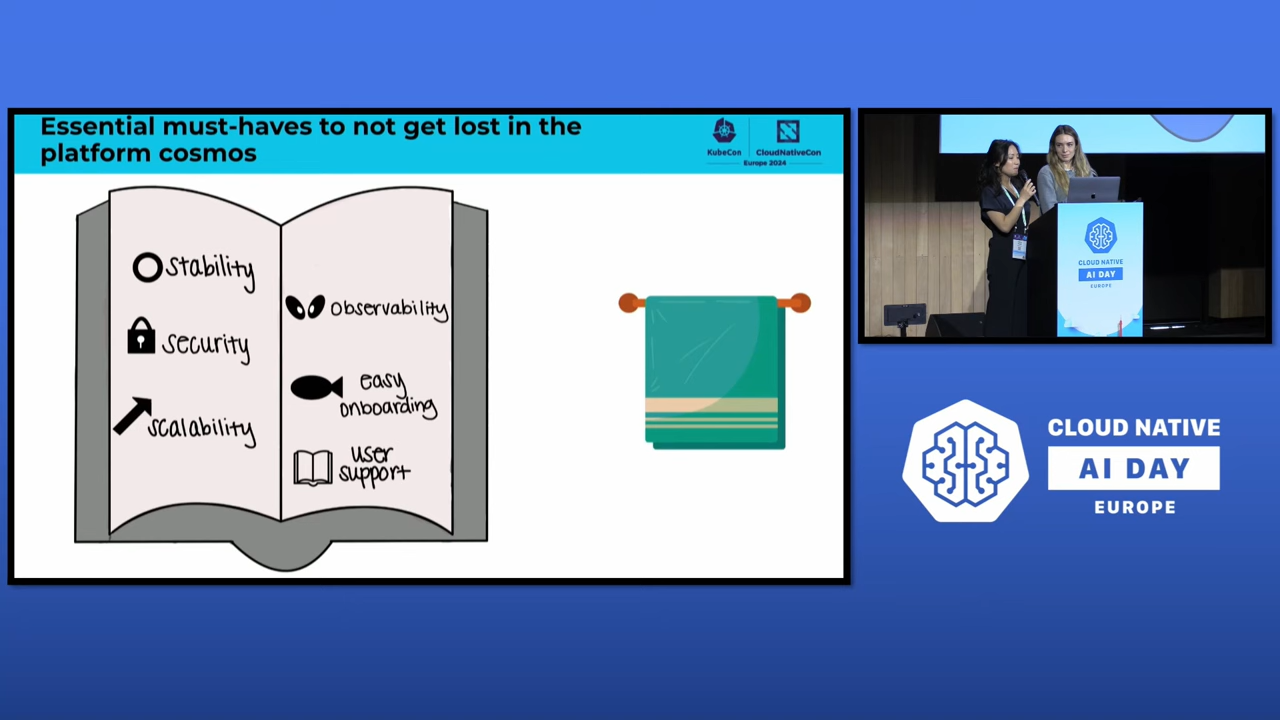 Essential must-haves to not get lost in the
platform cosmos
KubeCon
CloudNativeCon
Europe 2024
stability
security
scalability
observability
easy
onboarding
user
support
CLOUD NATIVE
AI DAY
EUROPE
CLOUD NATIVE
AI DAY
EUROPE